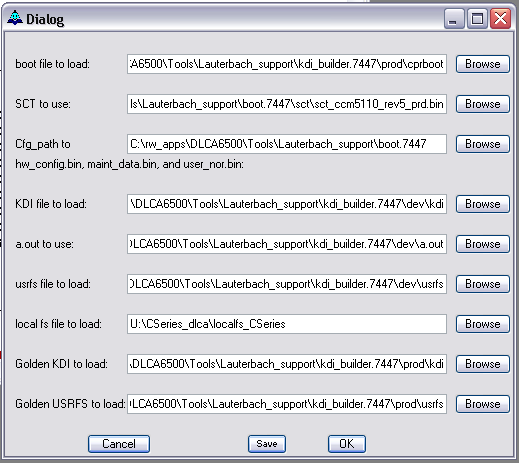 Dialog
boot file to load: A6500\Tools\Lauterbach_support\kdi_builder.7447\prod\cprboot Browse
SCT to use: ls\Lauterbach_support\boot.7447\sct\sct_ccm5110_rev5_prd.bin Browse
Cfg_path to C:\rw_apps\DLCA6500\Tools\Lauterbach_support\boot.7447 Browse
hw_config.bin, maint_data.bin, and user_nor.bin:
KDI file to load: \DLCA6500\Tools\Lauterbach_support\kdi_builder.7447\dev\kdi Browse
a.out to use: LCA6500\Tools\Lauterbach_support\kdi_builder.7447\dev\a.out Browse
usrfs file to load: LCA6500\Tools\Lauterbach_support\kdi_builder.7447\dev\usrfs Browse
local fs file to load: U:\CSeries_dlca\localfs_CSeries Browse
Golden KDI to load: DLCA6500\Tools\Lauterbach_support\kdi_builder.7447\prod\kdi Browse
Golden USRFS to load: LCA6500\Tools\Lauterbach_support\kdi_builder.7447\prod\usrfs Browse
Cancel Save OK